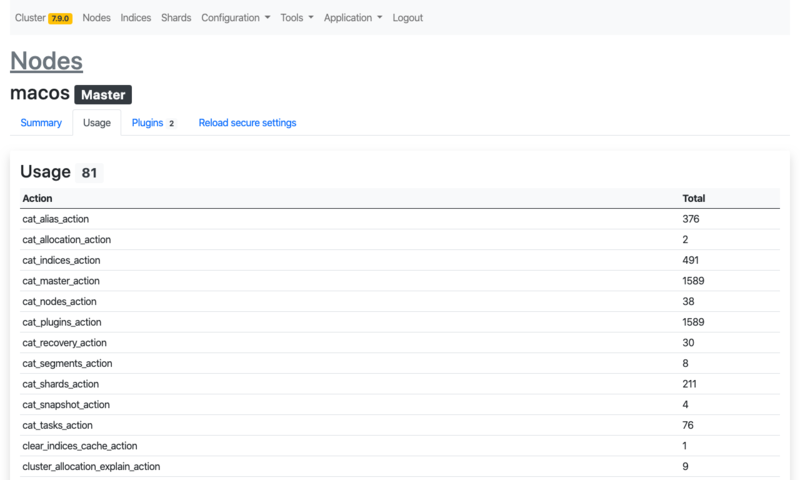 Cluster 7.9.0 Nodes Indices Shards Configuration Tools Application Logout
Nodes
macos Master
Summary Usage Plugins 2 Reload secure settings
Usage 81
Action Total
cat_alias_action 376
cat_allocation_action 2
cat_indices_action 491
cat_master_action 1589
cat_nodes_action 38
cat_plugins_action 1589
cat_recovery_action 30
cat_segments_action 8
cat_shards_action 211
cat_snapshot_action 4
cat_tasks_action 76
clear_indices_cache_action 1
cluster_allocation_explain_action 9